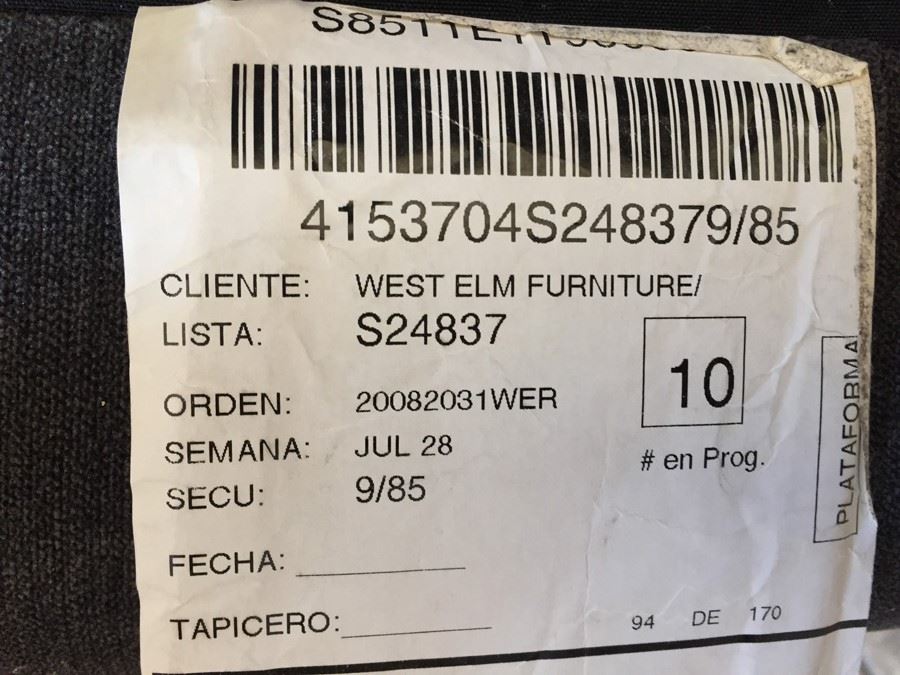 4153704S248379/85
CLIENTE: WEST ELM FURNITURE/
LISTA: S24837
ORDEN: 20082031WER
SEMANA: JUL 28
SECU: 9/85
10
# en Prog.
PLATAFORMA
FECHA:
TAPICERO:
94 DE 170